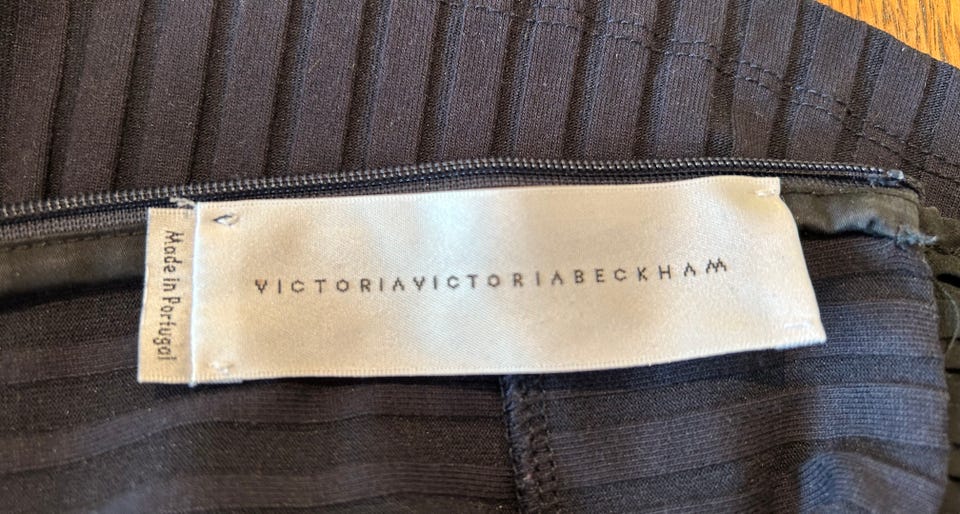 Made in Portugal
VICTORIAVICTORIABECKHAM